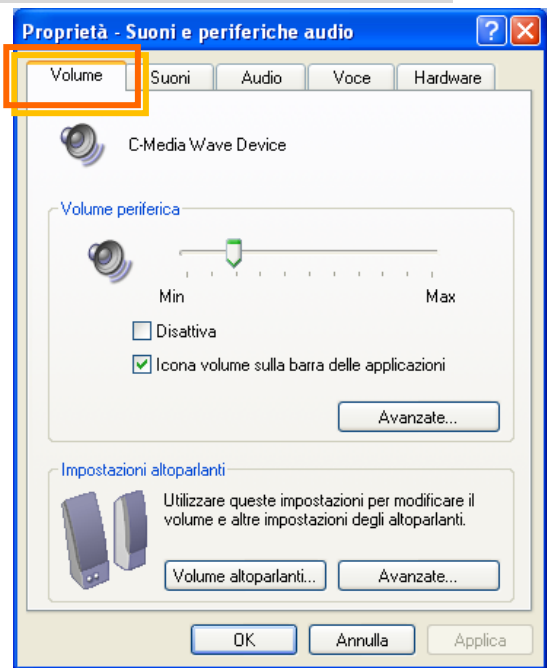 Proprietà - Suoni e periferiche audio
Volume Suoni Audio Voce Hardware
C-Media Wave Device
Volume periferica
Min Max
Disattiva
Icona volume sulla barra delle applicazioni
Avanzate...
Impostazioni altoparlanti
Utilizzare queste impostazioni per modificare il
volume e altre impostazioni degli altoparlanti.
Volume altoparlanti... Avanzate...
OK Annulla Applica